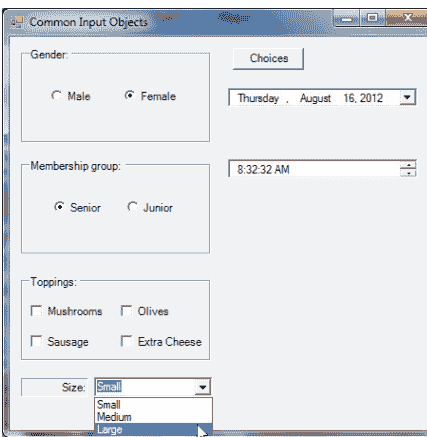 Common Input Objects
Gender:
Male Female
Choices
Thursday , August 16, 2012
Membership group:
Senior Junior
8:32:32 AM
Toppings:
Mushrooms Olives
Sausage Extra Cheese
Size: Small
Small
Medium
Large